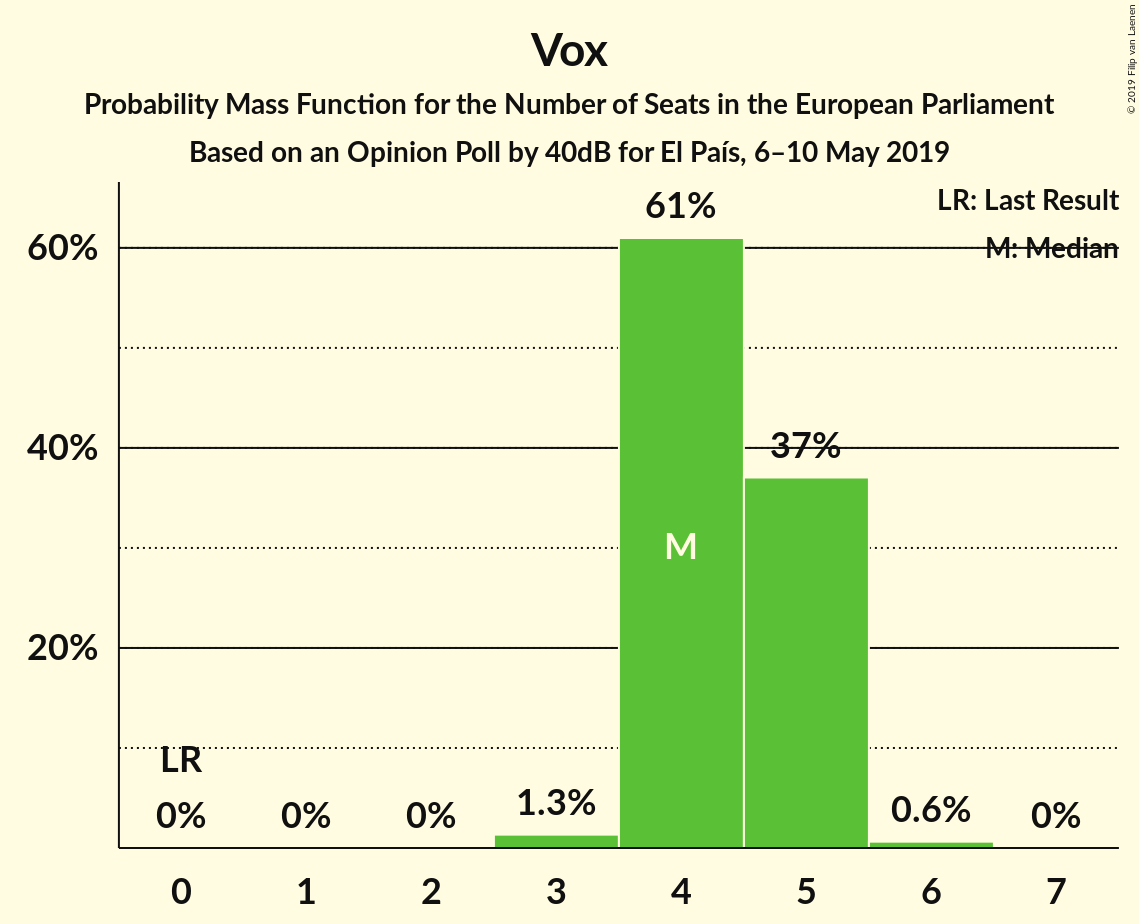 Vox
Probability Mass Function for the Number of Seats in the European Parliament
Based on an Opinion Poll by 40dB for El País, 6–10 May 2019
© 2019 Filip van Laenen
LR: Last Result
M: Median
60%
40%
20%
61%
37%
M
LR
0%
0%
0%
1.3%
0.6%
0%
0 1 2 3 4 5 6 7